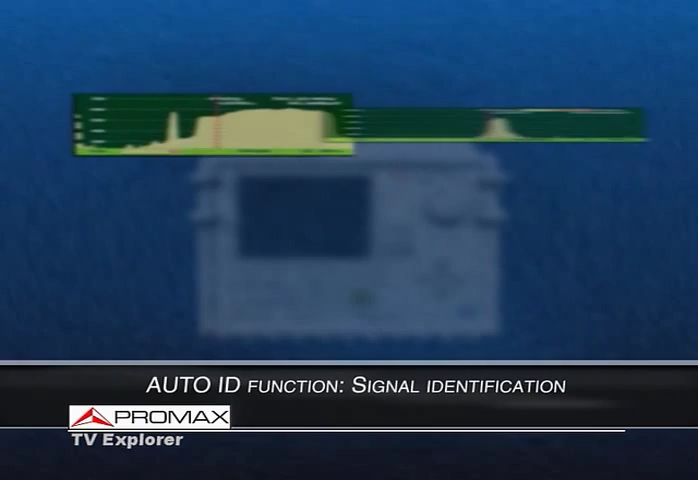 AUTO ID FUNCTION: SIGNAL IDENTIFICATION
PROMAX
TV Explorer